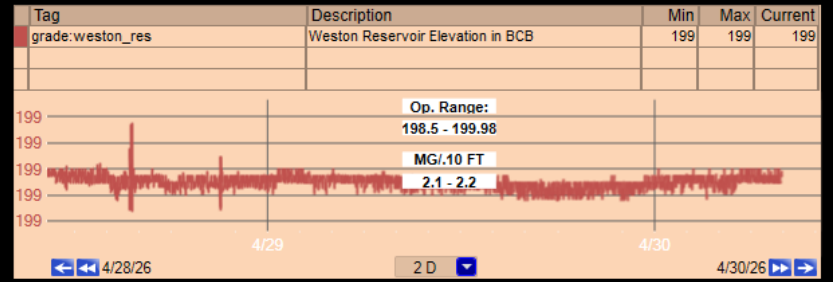 Tag Description Min Max Current
grade:weston_res Weston Reservoir Elevation in BCB 199 199 199
Op. Range:
199
198.5 - 199.98
199
MG/.10 FT
199
2.1 - 2.2
199
199
4/29 4/30
4/28/26 2 D 4/30/26